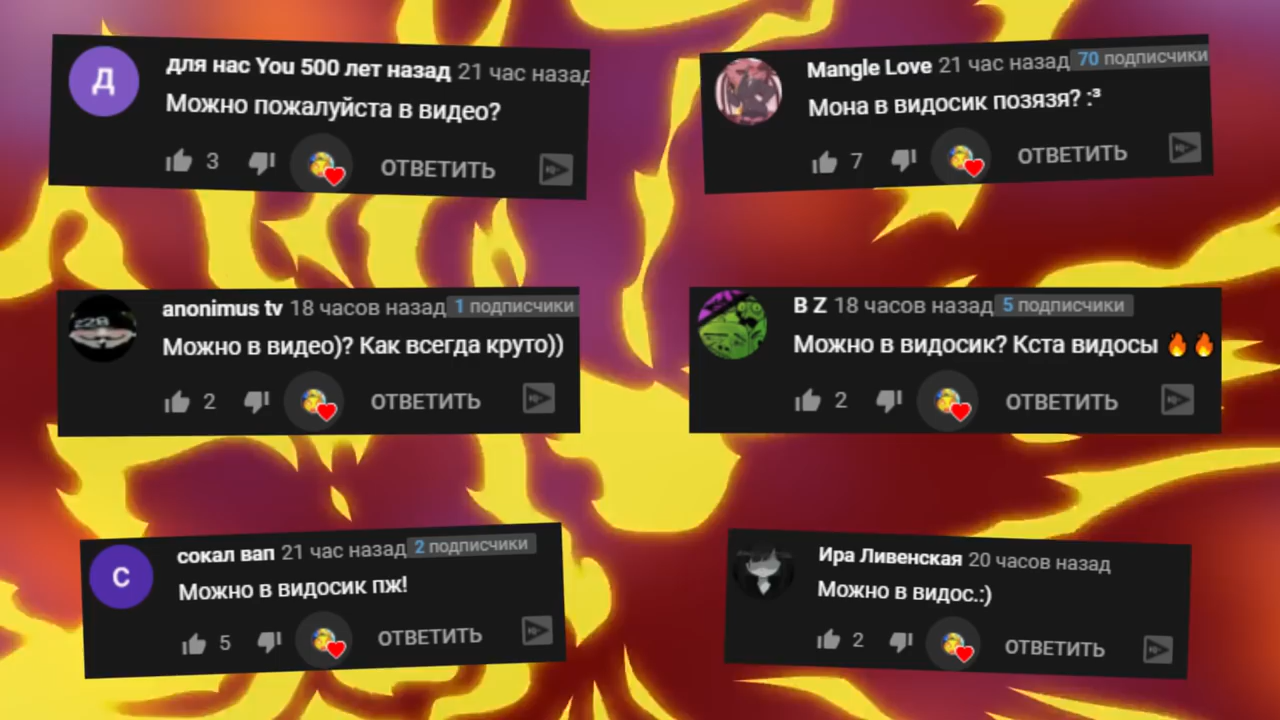 Д
для нас You 500 лет назад 21 час назад
Можно пожалуйста в видео?
3 ОТВЕТИТЬ
Mangle Love 21 час назад 70 подписчики
Мона в видосик позязя? :³
7 ОТВЕТИТЬ
228
anonimus tv 18 часов назад 1 подписчики
Можно в видео)? Как всегда круто))
2 ОТВЕТИТЬ
B Z 18 часов назад 5 подписчики
Можно в видосик? Кста видосы 🔥🔥
2 ОТВЕТИТЬ
С
сокал вап 21 час назад 2 подписчики
Можно в видосик пж!
5 ОТВЕТИТЬ
Ира Ливенская 20 часов назад
Можно в видос.:)
2 ОТВЕТИТЬ